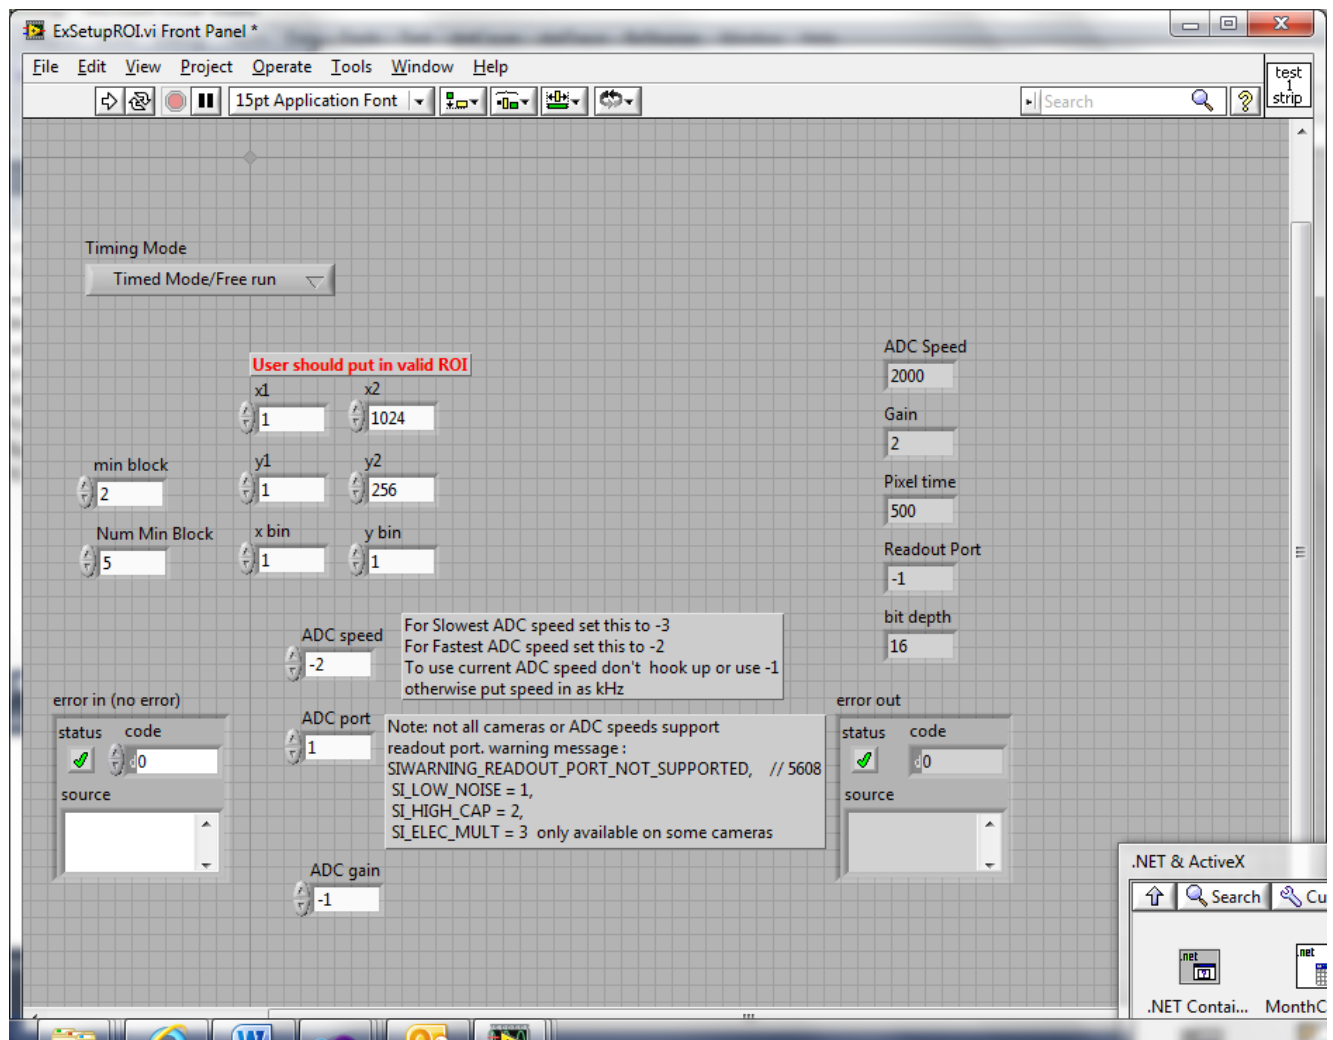 ExSetupROI.vi Front Panel *
File Edit View Project Operate Tools Window Help
15pt Application Font
Search
test
1
strip
Timing Mode
Timed Mode/Free run
User should put in valid ROI
x1 x2
1 1024
min block
2
y1 y2
1 256
Num Min Block
5
x bin y bin
1 1
ADC speed
-2
For Slowest ADC speed set this to -3
For Fastest ADC speed set this to -2
To use current ADC speed don't hook up or use -1
otherwise put speed in as kHz
ADC port
1
Note: not all cameras or ADC speeds support
readout port. warning message :
SIWARNING_READOUT_PORT_NOT_SUPPORTED, // 5608
SI_LOW_NOISE = 1,
SI_HIGH_CAP = 2,
SI_ELEC_MULT = 3 only available on some cameras
ADC gain
-1
error in (no error)
status code
d0
source
ADC Speed
2000
Gain
2
Pixel time
500
Readout Port
-1
bit depth
16
error out
status code
d0
source
.NET & ActiveX
Search Cu
.net .net
.NET Contai... MonthC